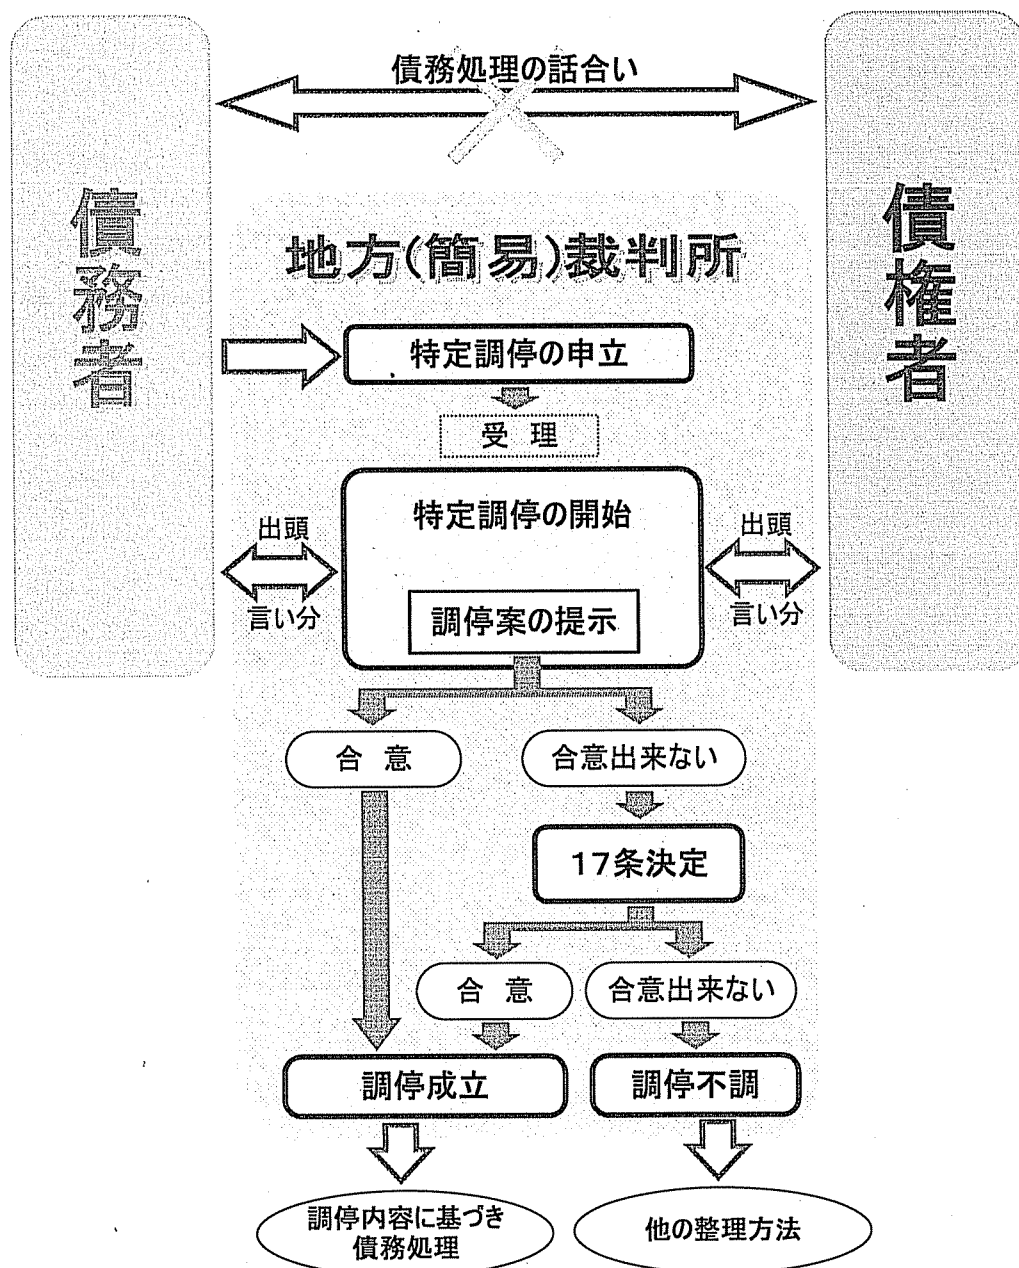 債務処理の話合い
債務者
債権者
地方(簡易)裁判所
特定調停の申立
受 理
特定調停の開始
出頭
言い分
出頭
言い分
調停案の提示
合 意
合意出来ない
17条決定
合 意
合意出来ない
調停成立
調停不調
調停内容に基づき
債務処理
他の整理方法